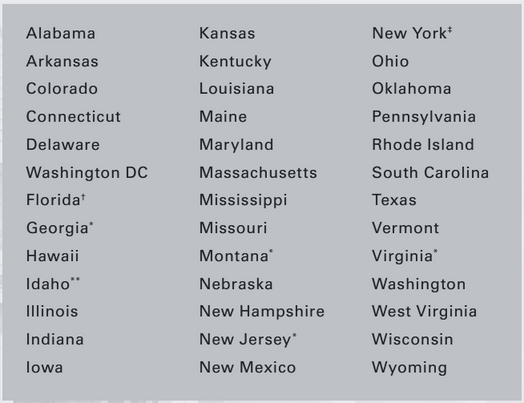 Alabama
Arkansas
Colorado
Connecticut
Delaware
Washington DC
Florida†
Georgia*
Hawaii
Idaho**
Illinois
Indiana
Iowa
Kansas
Kentucky
Louisiana
Maine
Maryland
Massachusetts
Mississippi
Missouri
Montana*
Nebraska
New Hampshire
New Jersey*
New Mexico
New York‡
Ohio
Oklahoma
Pennsylvania
Rhode Island
South Carolina
Texas
Vermont
Virginia*
Washington
West Virginia
Wisconsin
Wyoming